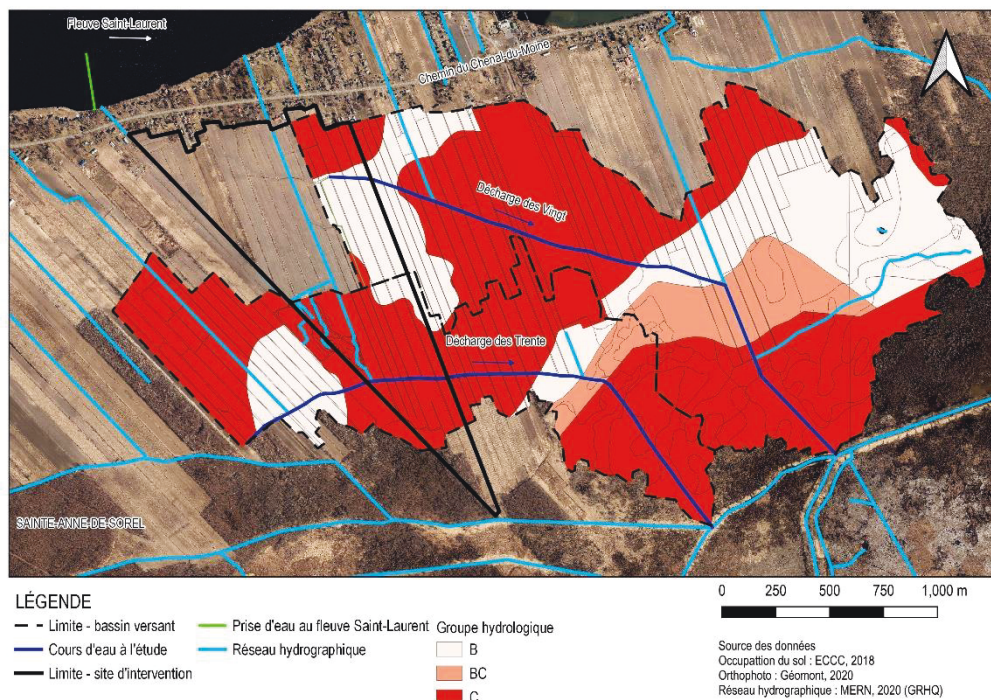 Fleuve Saint-Laurent
Chemin du Chenal-du-Moine
Décharge des Vingt
Décharge des Trente
SAINTE-ANNE-DE-SOREL
LÉGENDE
Limite - bassin versant
Cours d'eau à l'étude
Limite - site d'intervention
Prise d'eau au fleuve Saint-Laurent
Réseau hydrographique
Groupe hydrologique
B
BC
C
0 250 500 750 1,000 m
Source des données
Occupation du sol : ECCC, 2018
Orthophoto : Géomont, 2020
Réseau hydrographique : MERN, 2020 (GRHQ)